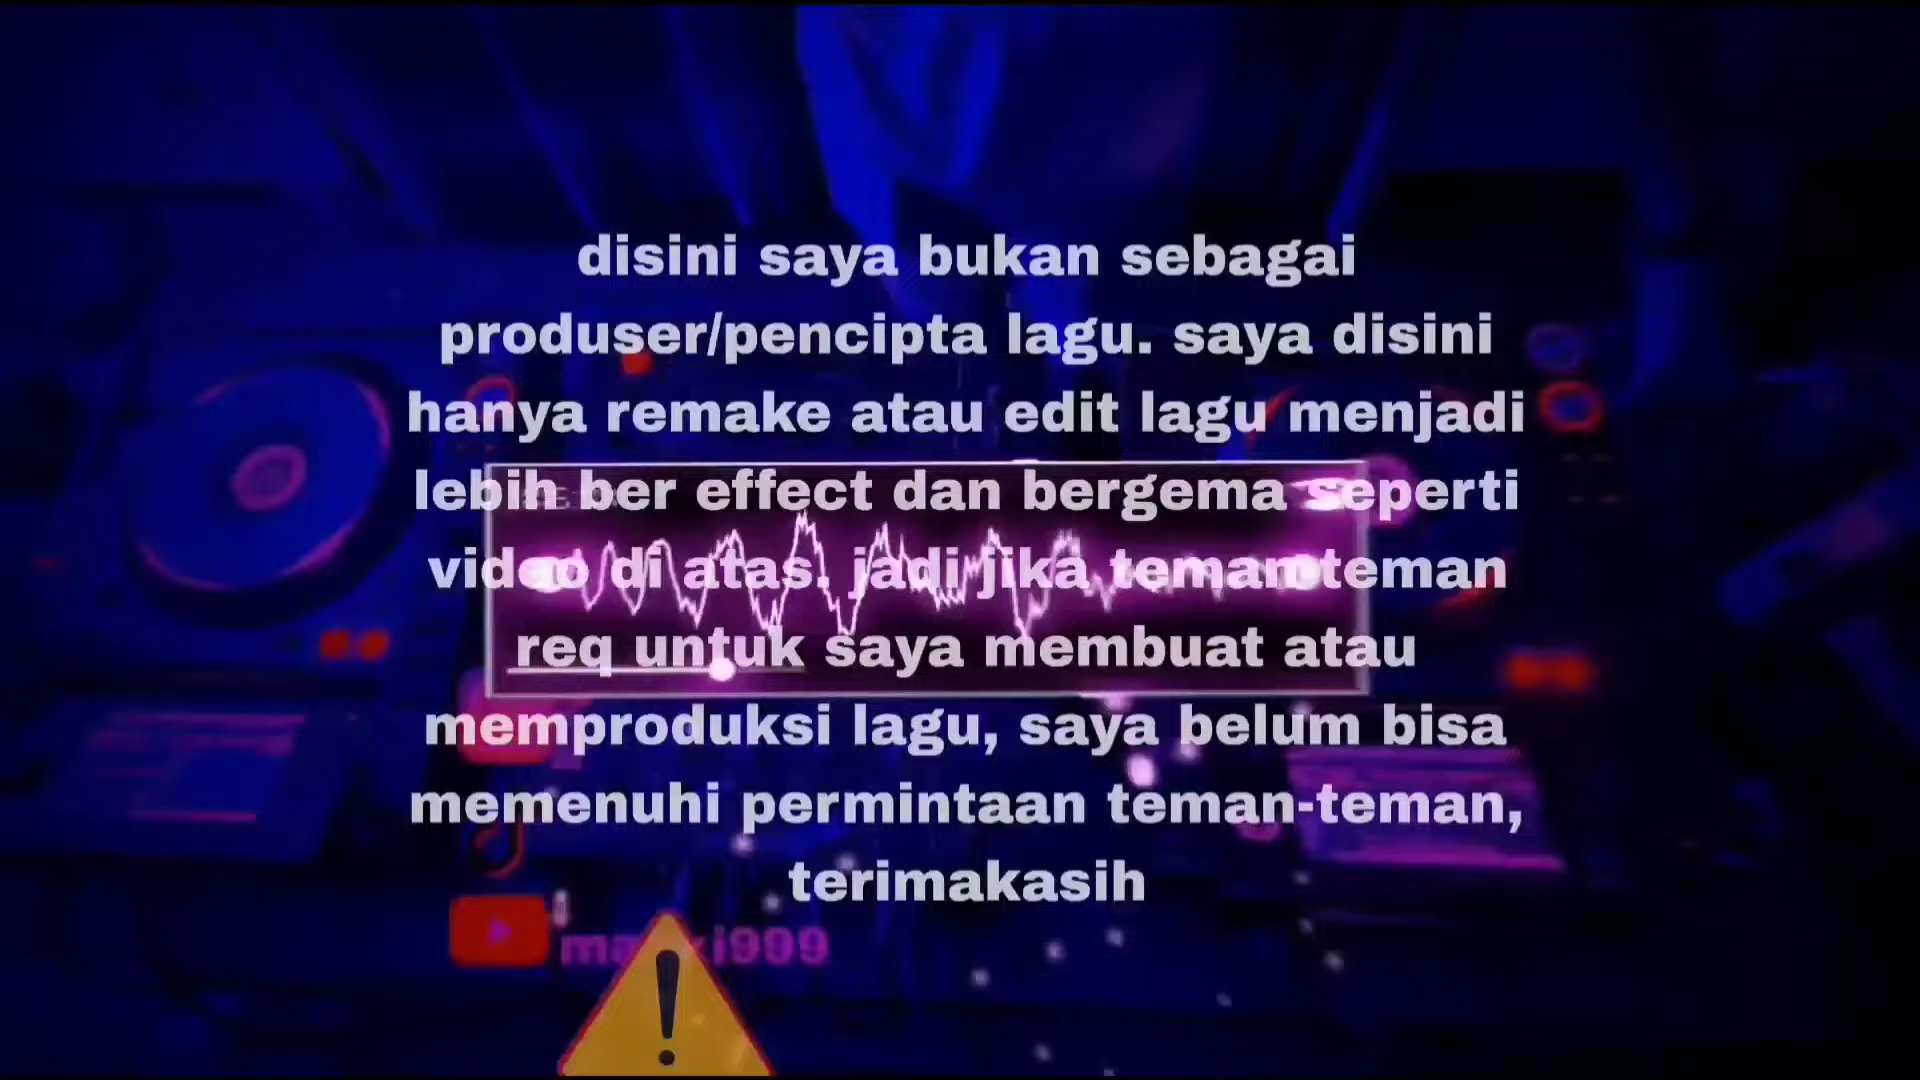 disini saya bukan sebagai
produser/pencipta lagu. saya disini
hanya remake atau edit lagu menjadi
lebih ber effect dan bergema seperti
video di atas. jadi jika teman-teman
req untuk saya membuat atau
memproduksi lagu, saya belum bisa
memenuhi permintaan teman-teman,
terimakasih